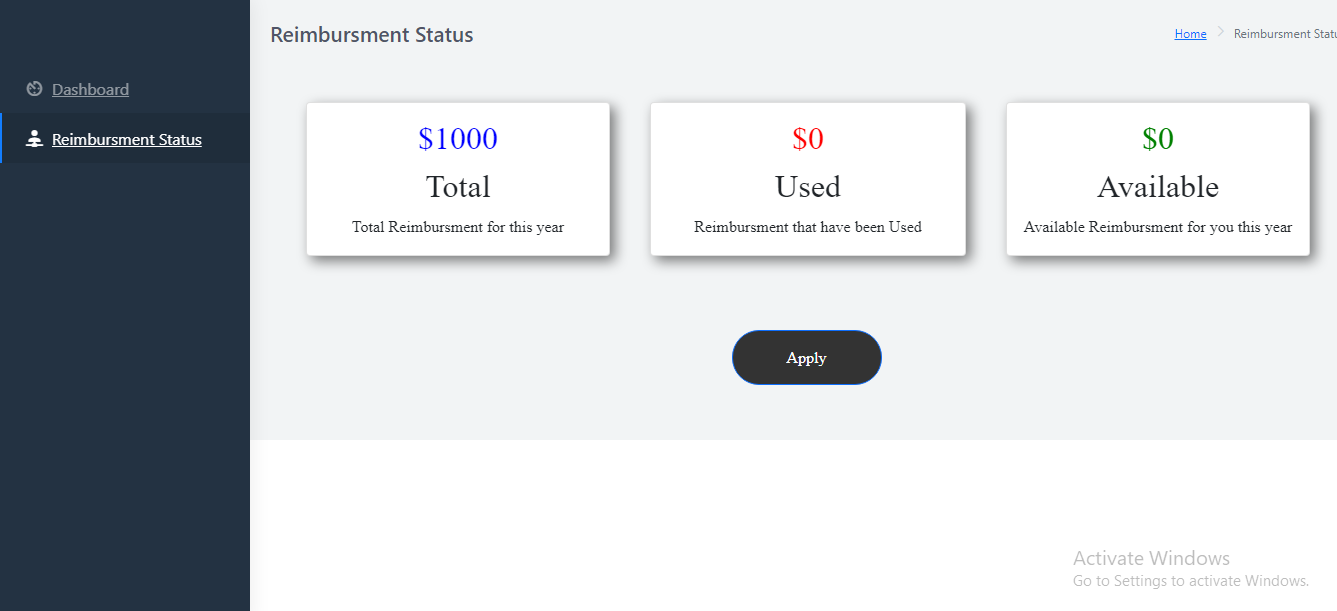 Reimbursment Status
Home
Reimbursment Statu
Dashboard
Reimbursment Status
$1000
Total
Total Reimbursment for this year
$0
Used
Reimbursment that have been Used
$0
Available
Available Reimbursment for you this year
Apply
Activate Windows
Go to Settings to activate Windows.